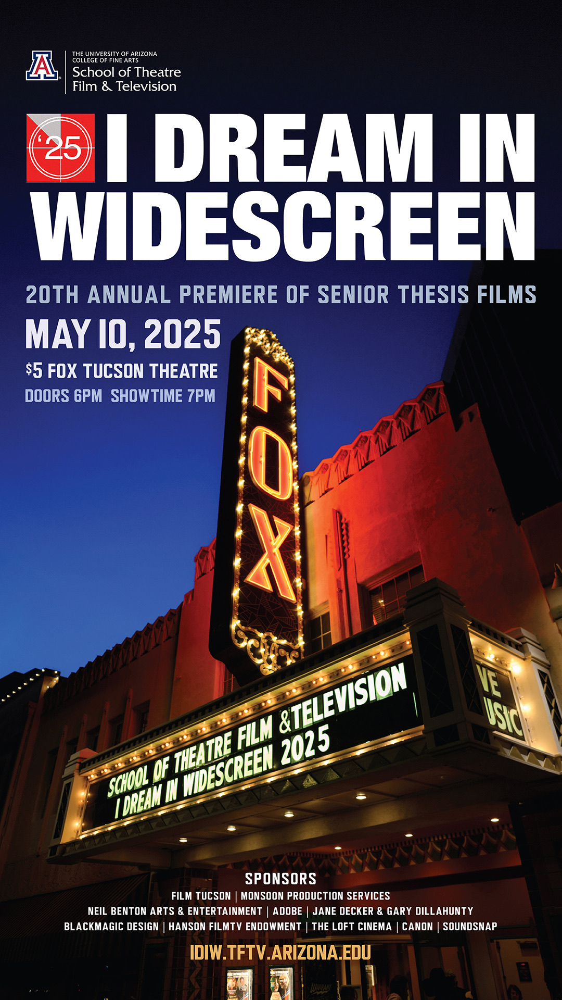 THE UNIVERSITY OF ARIZONA
COLLEGE OF FINE ARTS
School of Theatre
Film & Television
A
®
'25
I DREAM IN
WIDESCREEN
20TH ANNUAL PREMIERE OF SENIOR THESIS FILMS
MAY 10, 2025
$5 FOX TUCSON THEATRE
DOORS 6PM SHOWTIME 7PM
FOX
SCHOOL OF THEATRE FILM & TELEVISION
I DREAM IN WIDESCREEN 2025
VE
USIC
SPONSORS
FILM TUCSON | MONSOON PRODUCTION SERVICES
NEIL BENTON ARTS & ENTERTAINMENT | ADOBE | JANE DECKER & GARY DILLAHUNTY
BLACKMAGIC DESIGN | HANSON FILMTV ENDOWMENT | THE LOFT CINEMA | CANON | SOUNDSNAP
IDIW.TFTV.ARIZONA.EDU